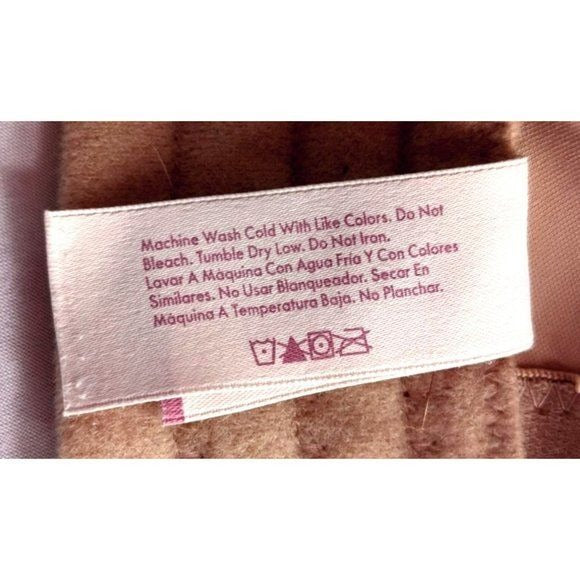 Machine Wash Cold With Like Colors. Do Not
Bleach. Tumble Dry Low. Do Not Iron.
Lavar A Máquina Con Agua Fría Y Con Colores
Similares. No Usar Blanqueador. Secar En
Máquina A Temperatura Baja. No Planchar.